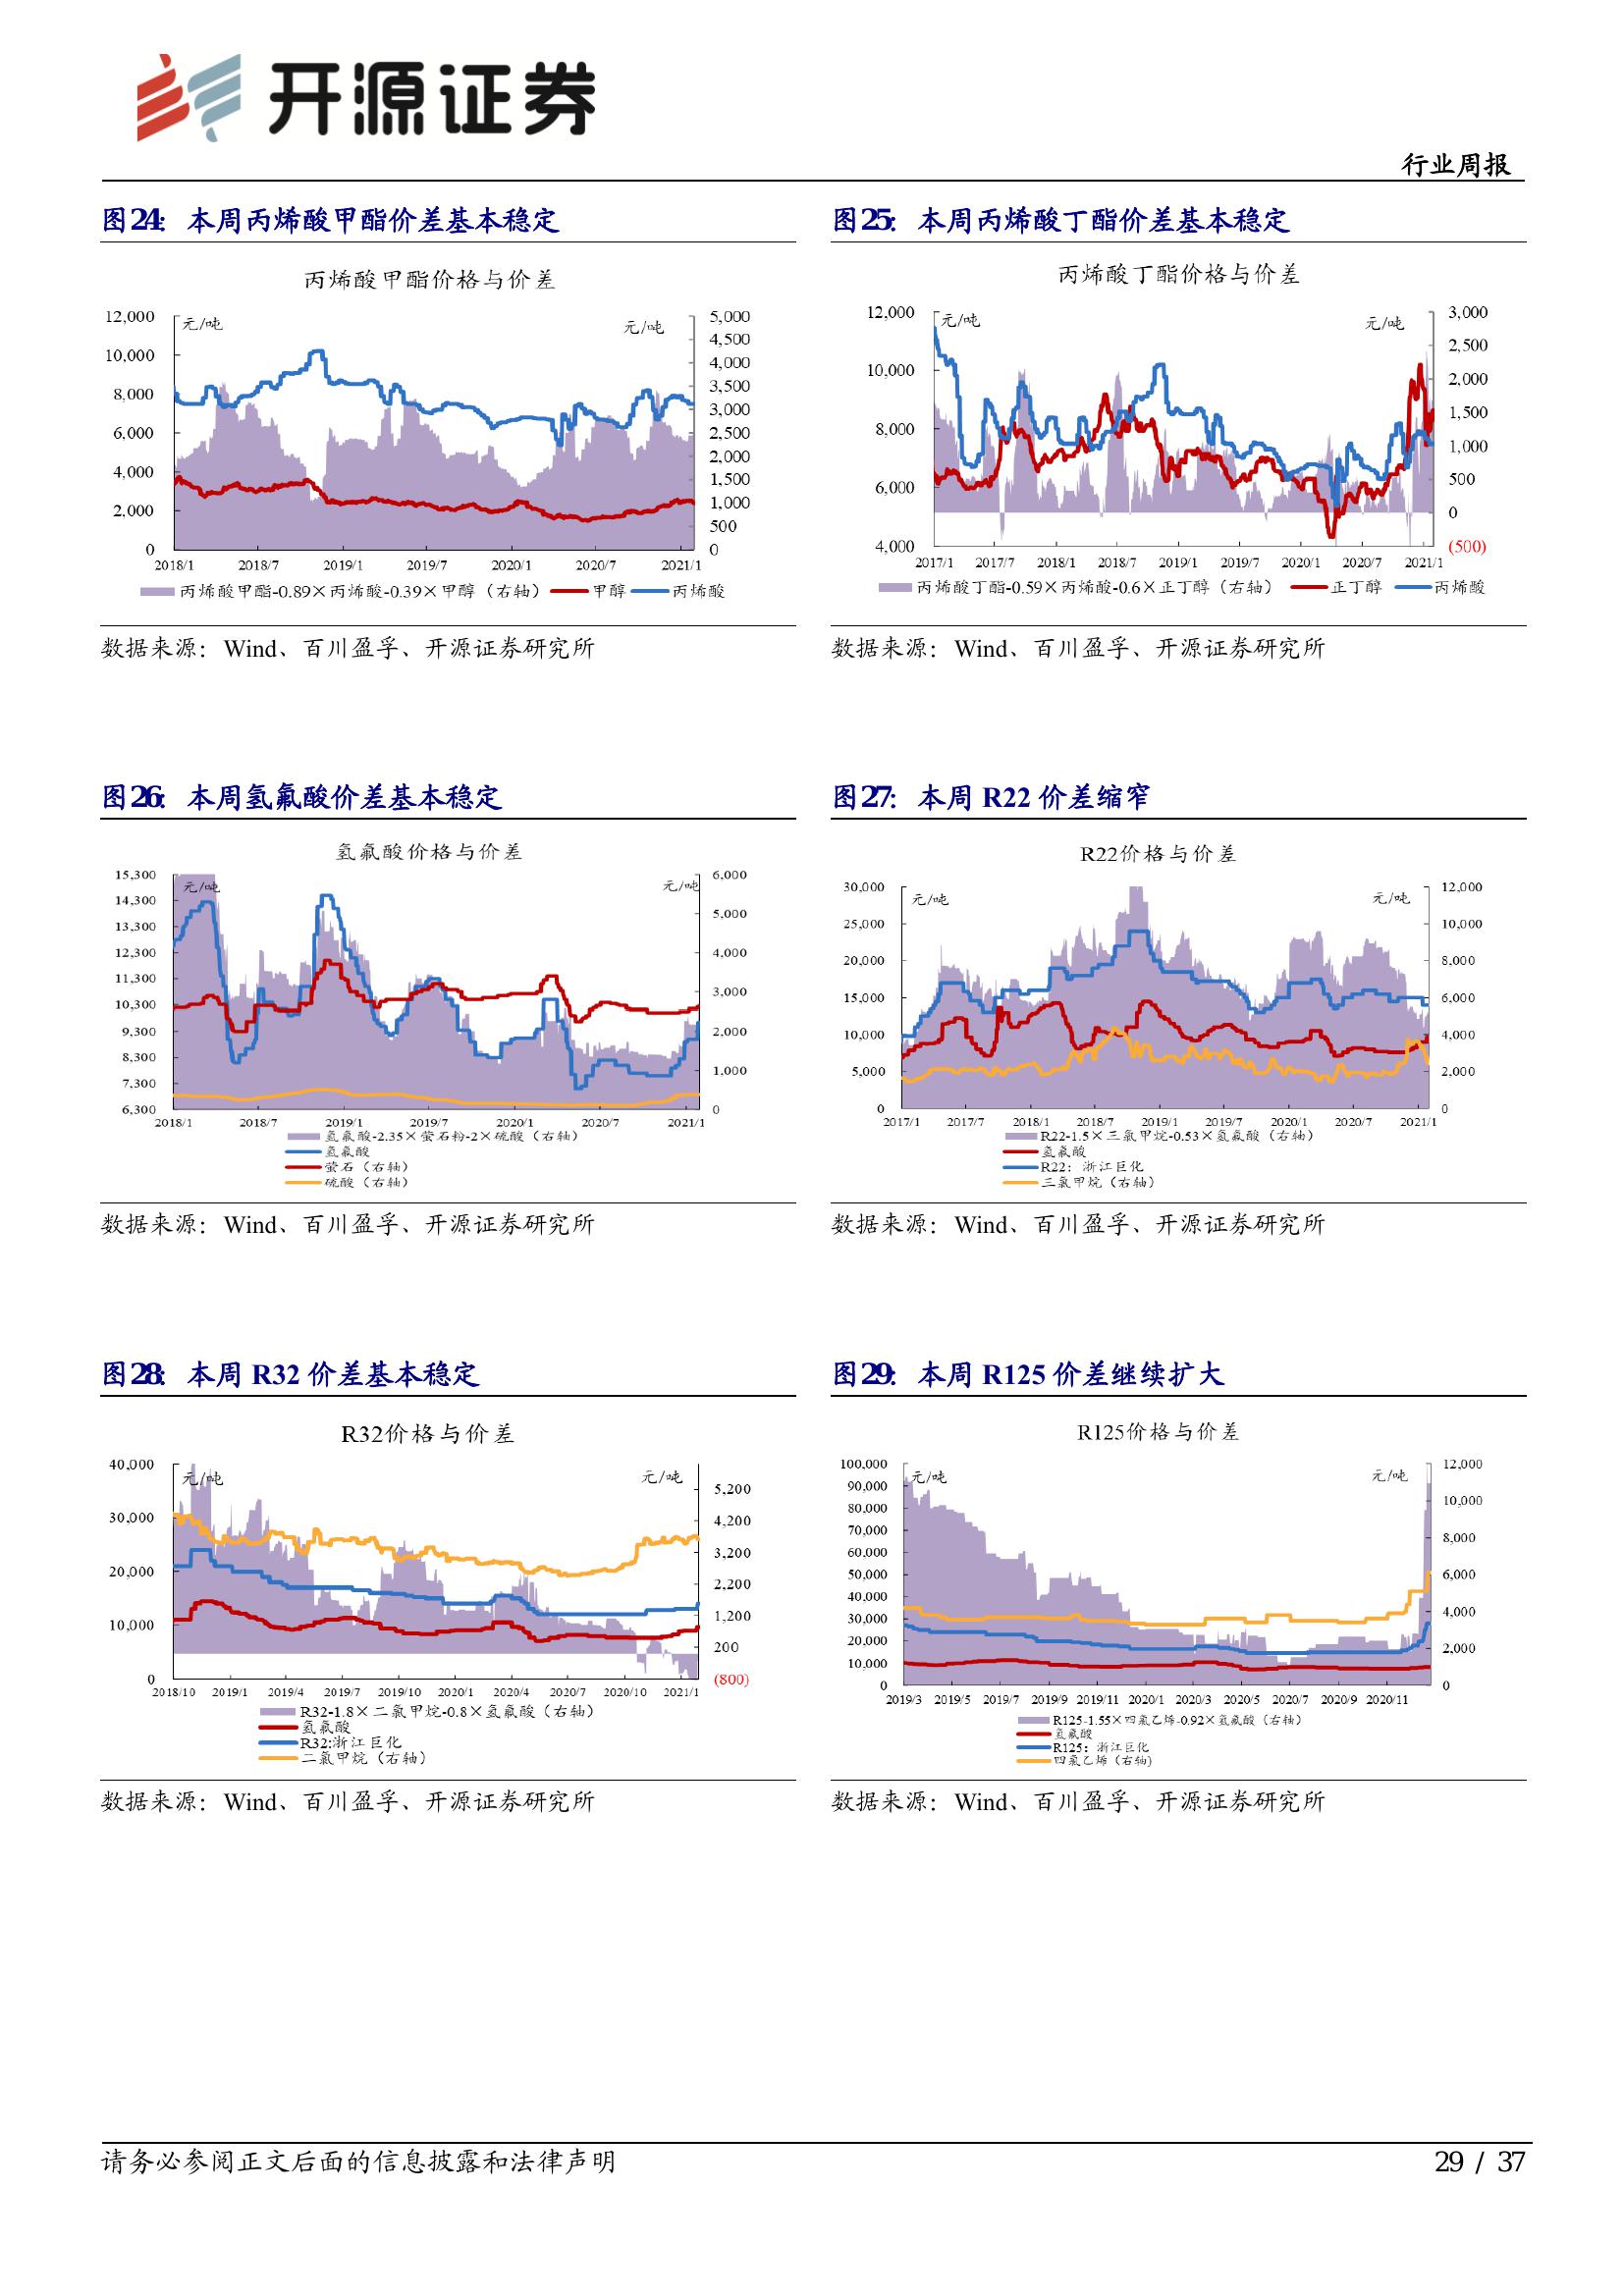 开源证券
行业周报
图24: 本周丙烯酸甲酯价差基本稳定
丙烯酸甲酯价格与价差
元/吨
元/吨
12,000
10,000
8,000
6,000
4,000
2,000
0
5,000
4,500
4,000
3,500
3,000
2,500
2,000
1,500
1,000
500
0
2018/1 2018/7 2019/1 2019/7 2020/1 2020/7 2021/1
丙烯酸甲酯-0.89×丙烯酸-0.39×甲醇（右轴） 甲醇 丙烯酸
数据来源：Wind、百川盈孚、开源证券研究所
图25: 本周丙烯酸丁酯价差基本稳定
丙烯酸丁酯价格与价差
元/吨
元/吨
12,000
10,000
8,000
6,000
4,000
3,000
2,500
2,000
1,500
1,000
500
0
(500)
2017/1 2017/7 2018/1 2018/7 2019/1 2019/7 2020/1 2020/7 2021/1
丙烯酸丁酯-0.59×丙烯酸-0.6×正丁醇（右轴） 正丁醇 丙烯酸
数据来源：Wind、百川盈孚、开源证券研究所
图26: 本周氢氟酸价差基本稳定
氢氟酸价格与价差
元/吨
元/吨
15,300
14,300
13,300
12,300
11,300
10,300
9,300
8,300
7,300
6,300
6,000
5,000
4,000
3,000
2,000
1,000
0
2018/1 2018/7 2019/1 2019/7 2020/1 2020/7 2021/1
氢氟酸-2.35×萤石粉-2×硫酸（右轴）
氢氟酸
萤石（右轴）
硫酸（右轴）
数据来源：Wind、百川盈孚、开源证券研究所
图27: 本周 R22 价差缩窄
R22价格与价差
元/吨
元/吨
30,000
25,000
20,000
15,000
10,000
5,000
0
12,000
10,000
8,000
6,000
4,000
2,000
0
2017/1 2017/7 2018/1 2018/7 2019/1 2019/7 2020/1 2020/7 2021/1
R22-1.5×三氯甲烷-0.53×氢氟酸（右轴）
氢氟酸
R22：浙江巨化
三氯甲烷（右轴）
数据来源：Wind、百川盈孚、开源证券研究所
图28: 本周 R32 价差基本稳定
R32价格与价差
元/吨
元/吨
40,000
30,000
20,000
10,000
0
5,200
4,200
3,200
2,200
1,200
200
(800)
2018/10 2019/1 2019/4 2019/7 2019/10 2020/1 2020/4 2020/7 2020/10 2021/1
R32-1.8×二氯甲烷-0.8×氢氟酸（右轴）
氢氟酸
R32:浙江巨化
二氯甲烷（右轴）
数据来源：Wind、百川盈孚、开源证券研究所
图29: 本周 R125 价差继续扩大
R125价格与价差
元/吨
元/吨
100,000
90,000
80,000
70,000
60,000
50,000
40,000
30,000
20,000
10,000
0
12,000
10,000
8,000
6,000
4,000
2,000
0
2019/3 2019/5 2019/7 2019/9 2019/11 2020/1 2020/3 2020/5 2020/7 2020/9 2020/11
R125-1.55×四氯乙烯-0.92×氢氟酸（右轴）
氢氟酸
R125：浙江巨化
四氯乙烯（右轴）
数据来源：Wind、百川盈孚、开源证券研究所
请务必参阅正文后面的信息披露和法律声明
29 / 37